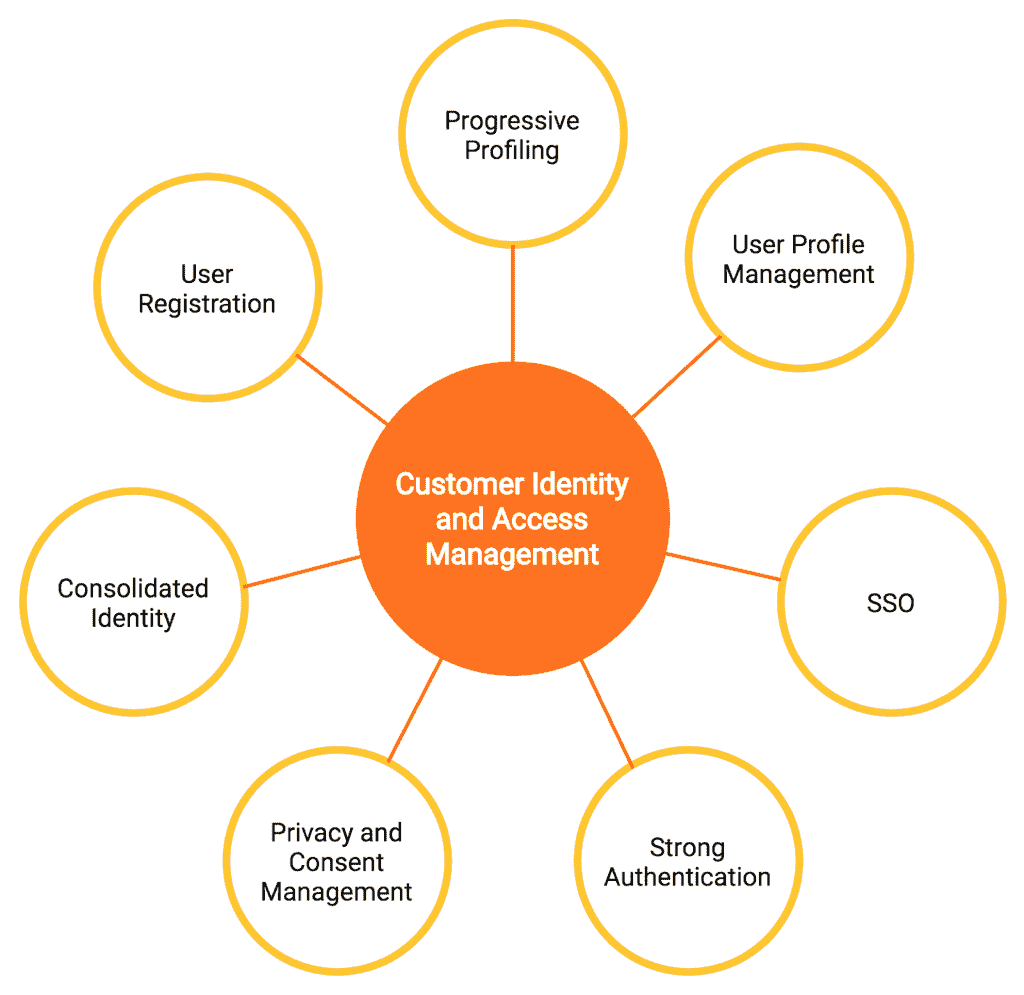 Progressive
Profiling
User Profile
Management
User
Registration
Customer Identity
and Access
Management
Consolidated
Identity
SSO
Privacy and
Consent
Management
Strong
Authentication